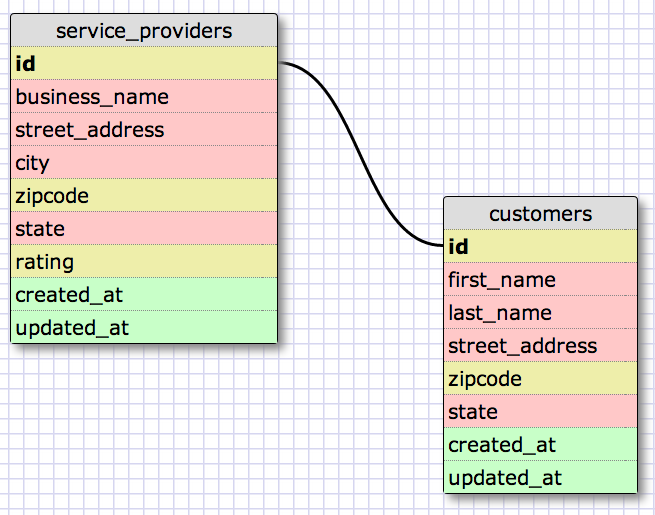 service_providers
id
business_name
street_address
city
zipcode
state
rating
created_at
updated_at
customers
id
first_name
last_name
street_address
zipcode
state
created_at
updated_at